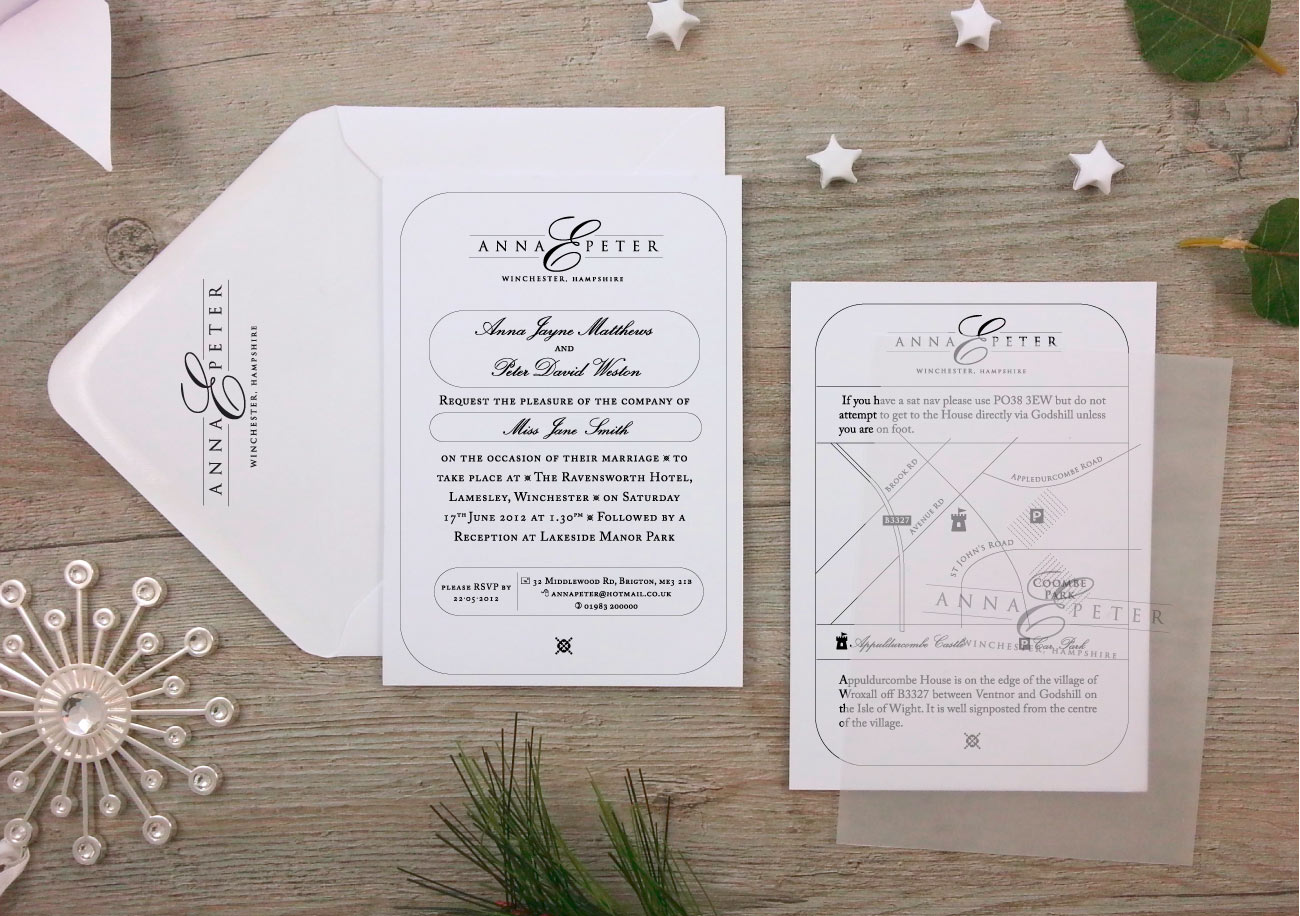 ANNA E PETER
WINCHESTER, HAMPSHIRE
ANNA E PETER
WINCHESTER, HAMPSHIRE
Anna Jayne Matthews
AND
Peter David Weston
REQUEST THE PLEASURE OF THE COMPANY OF
Miss Jane Smith
ON THE OCCASION OF THEIR MARRIAGE ¤ TO
TAKE PLACE AT ¤ THE RAVENSWORTH HOTEL,
LAMESLEY, WINCHESTER ¤ ON SATURDAY
17TH JUNE 2012 AT 1.30PM ¤ FOLLOWED BY A
RECEPTION AT LAKESIDE MANOR PARK
PLEASE RSVP BY
22·05·2012
32 MIDDLEWOOD RD, BRIGTON, ME3 21B
ANNAPETER@HOTMAIL.CO.UK
01983 200000
ANNA E PETER
WINCHESTER, HAMPSHIRE
If you have a sat nav please use PO38 3EW but do not
attempt to get to the House directly via Godshill unless
you are on foot.
BROOK RD
APPLEDURCOMBE ROAD
B3327
AVENUE RD
P
ST JOHN'S ROAD
COOMBE
PARK
ANNA E PETER
WINCHESTER, HAMPSHIRE
Appuldurcombe Castle
P Car Park
Appuldurcombe House is on the edge of the village of
Wroxall off B3327 between Ventnor and Godshill on
the Isle of Wight. It is well signposted from the centre
of the village.